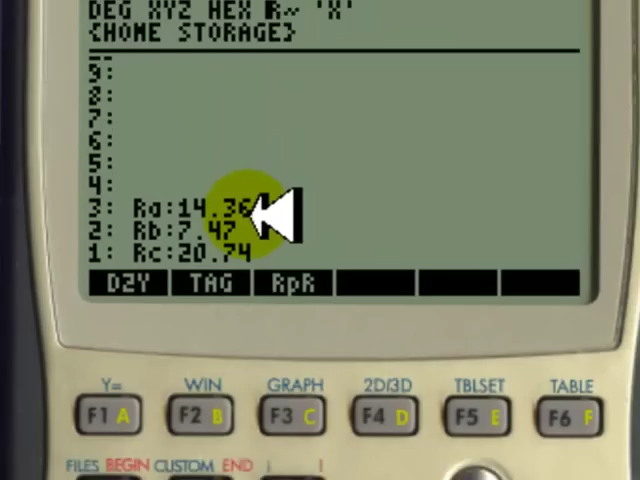 DEG XYZ HEX R~ 'X'
{HOME STORAGE}
9:
8:
7:
6:
5:
4:
3: Ra:14.36
2: Rb:7.47
1: Rc:20.74
DZY TAG RpR
Y= WIN GRAPH 2D/3D TBLSET TABLE
F1 A F2 B F3 C F4 D F5 E F6 F
FILES BEGIN CUSTOM END